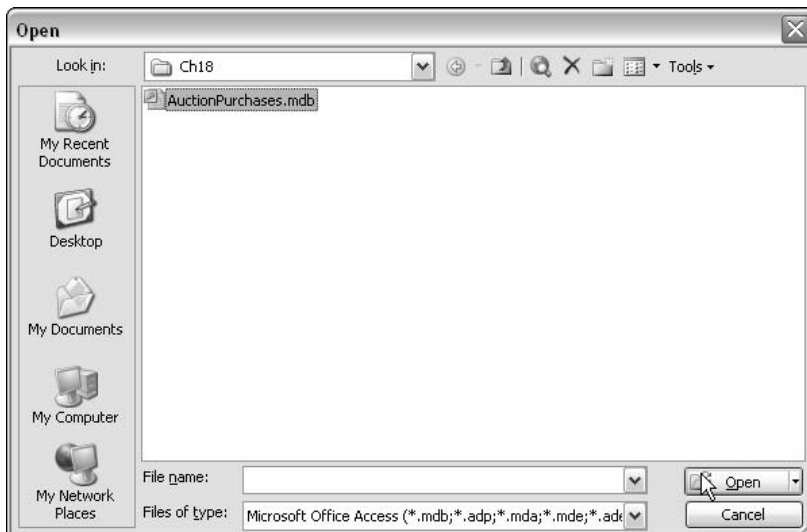 Open
Look in:
Ch18
Tools
AuctionPurchases.mdb
My Recent
Documents
Desktop
My Documents
My Computer
My Network
Places
File name:
Open
Files of type:
Microsoft Office Access (*.mdb;*.adp;*.mda;*.mde;*.ade
Cancel